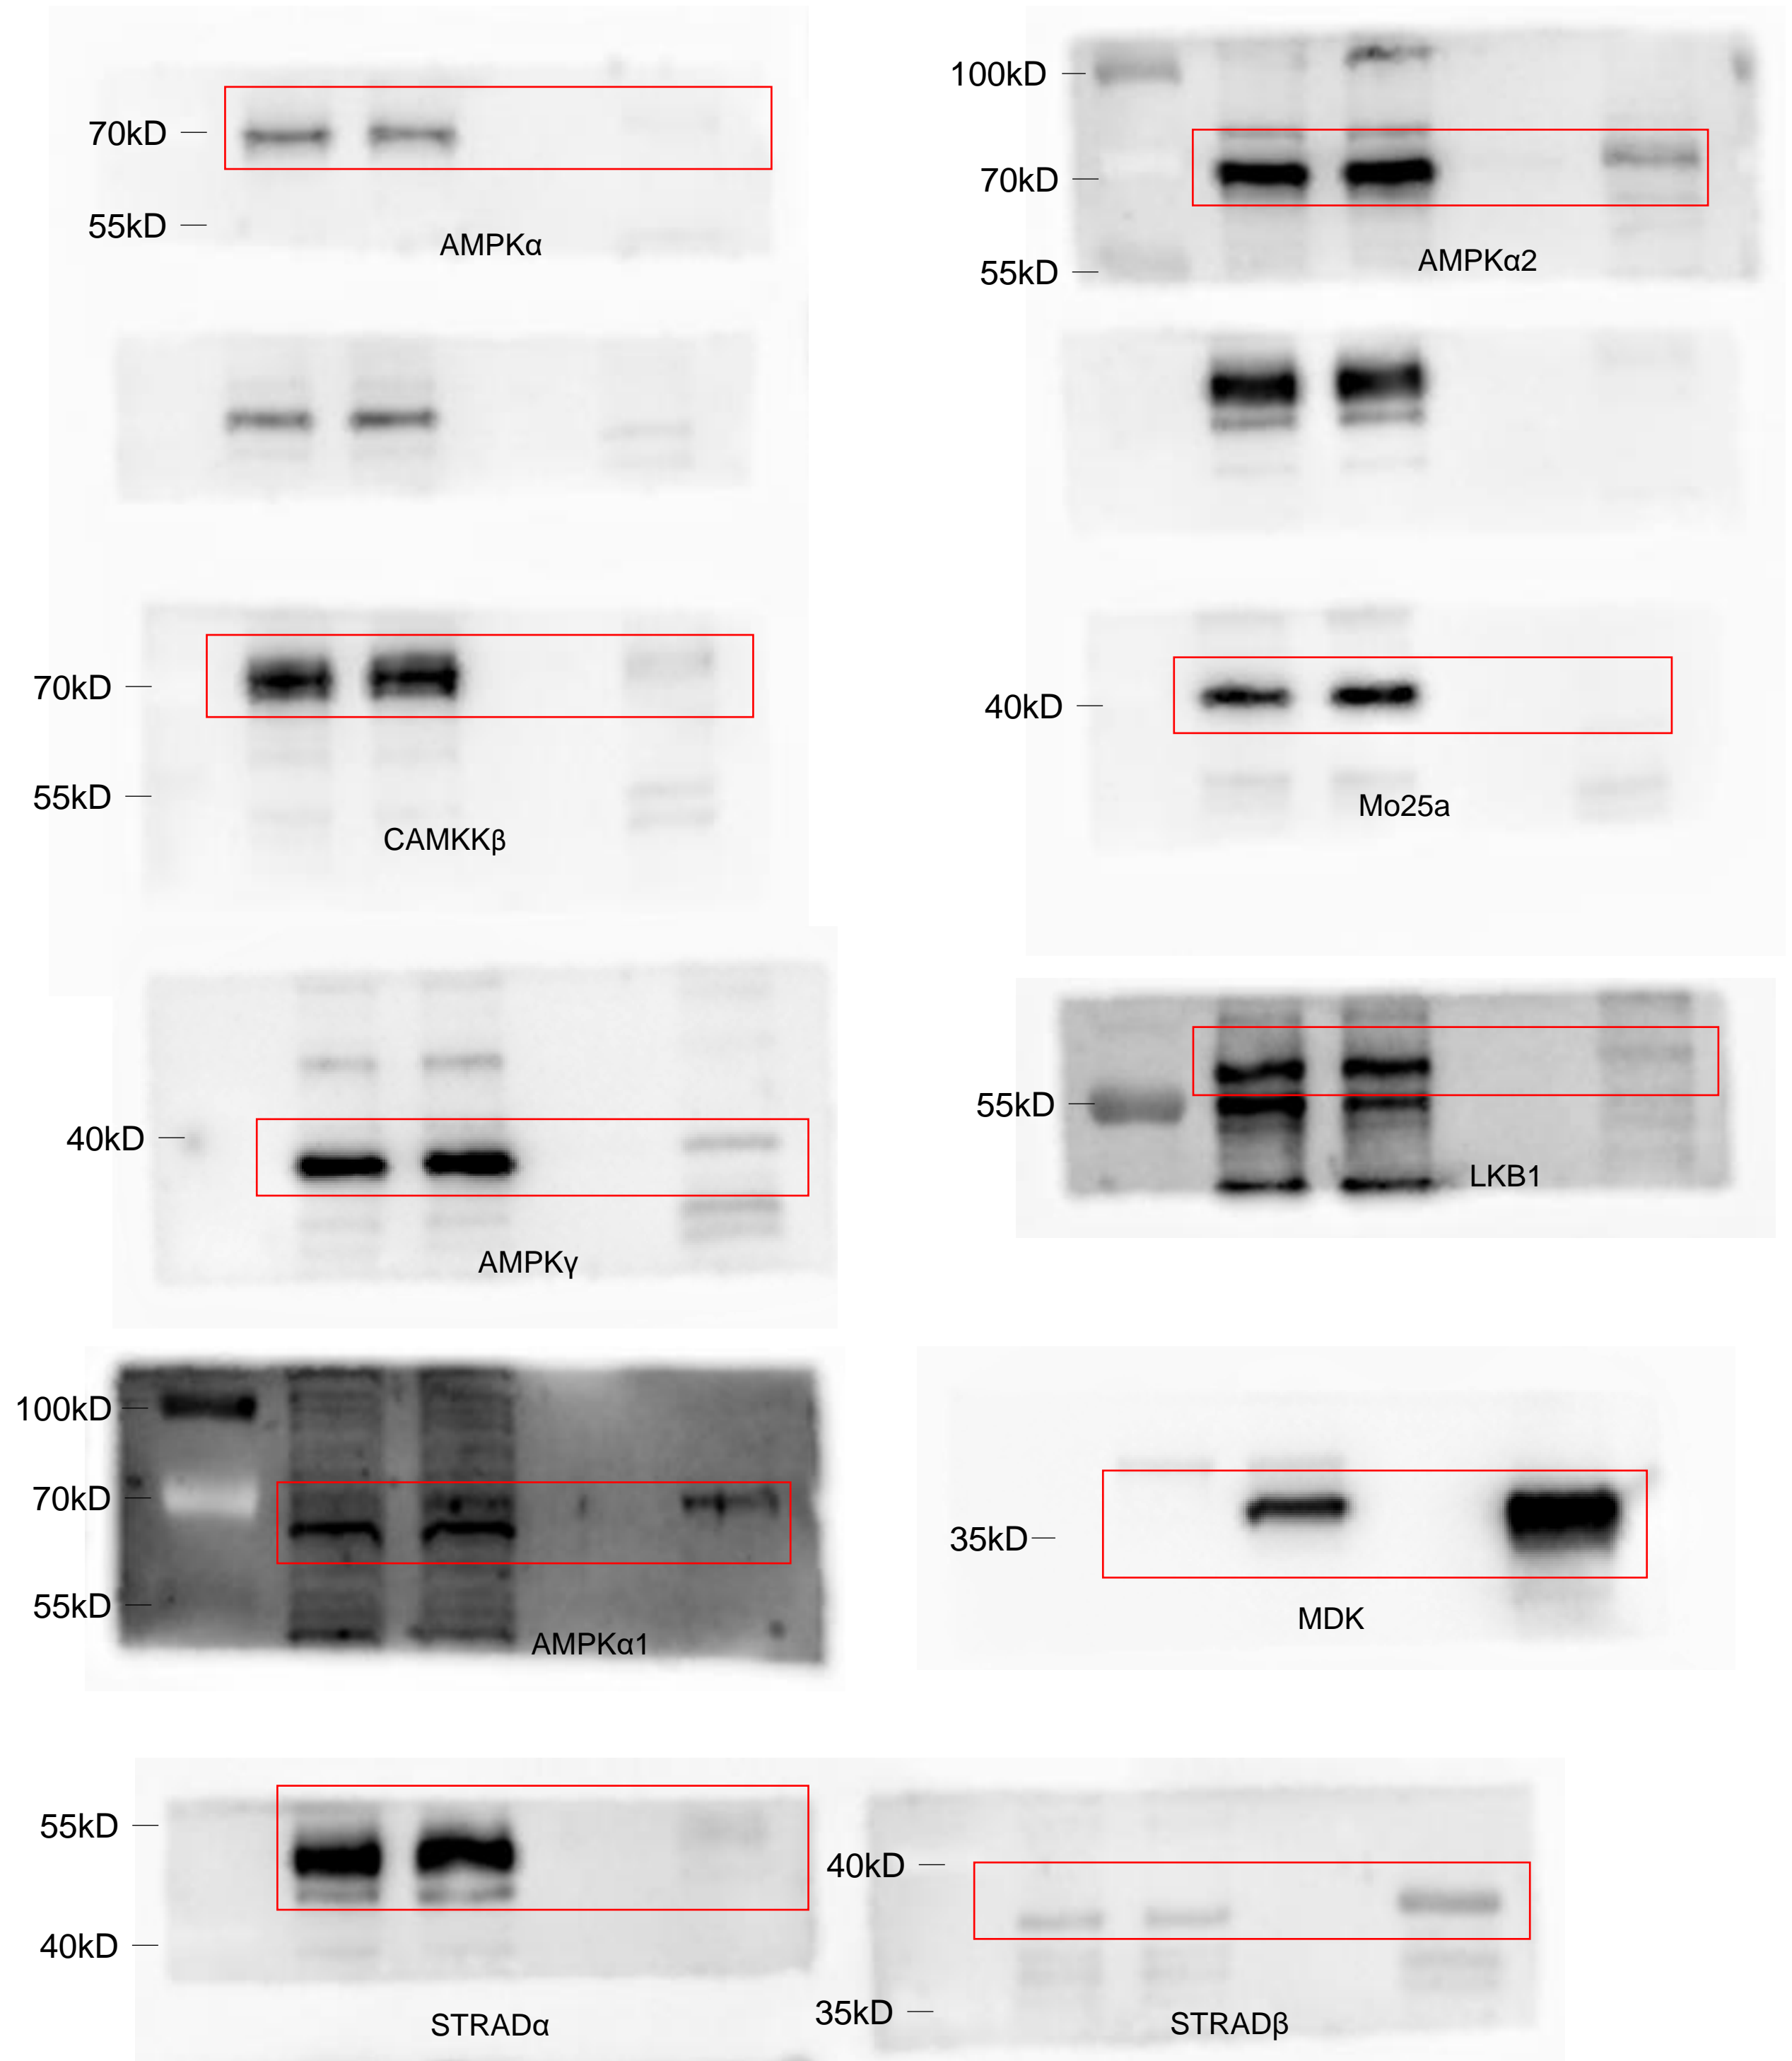 70kD
55kD
AMPKα
100kD
70kD
55kD
AMPKα2
70kD
55kD
CAMKKβ
40kD
Mo25a
40kD
AMPKγ
55kD
LKB1
100kD
70kD
55kD
AMPKα1
35kD
MDK
55kD
40kD
STRADα
40kD
35kD
STRADβ